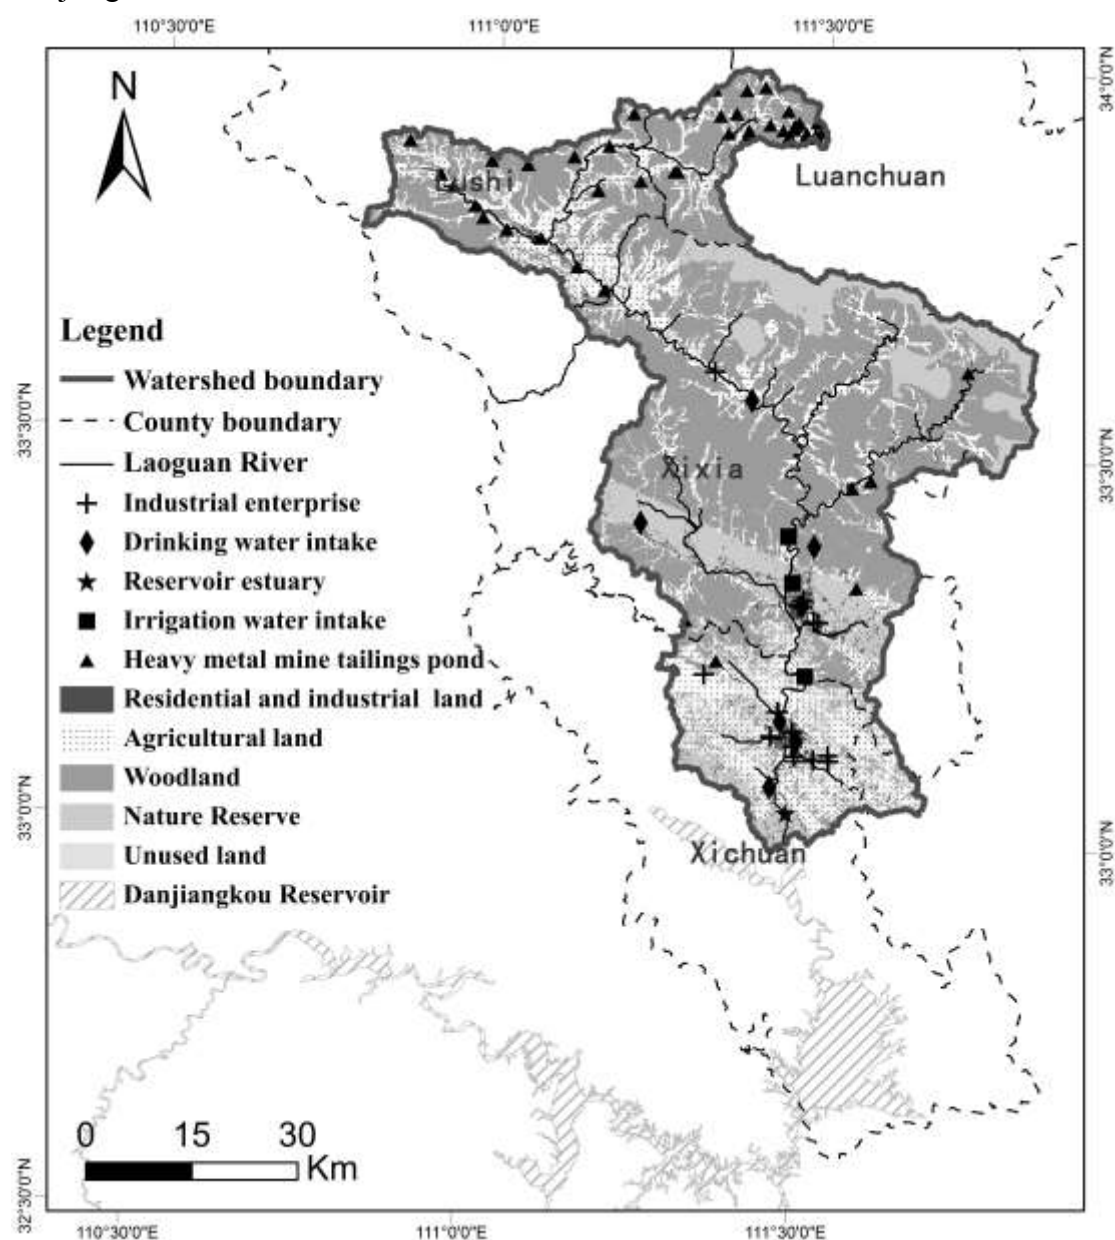 110°30'0"E 111°0'0"E 111°30'0"E
N
34°0'0"N
Lushi
Luanchuan
Legend
Watershed boundary
County boundary
Laoguan River
Industrial enterprise
Drinking water intake
Reservoir estuary
Irrigation water intake
Heavy metal mine tailings pond
Residential and industrial land
Agricultural land
Woodland
Nature Reserve
Unused land
Danjiangkou Reservoir
33°30'0"N
33°30'0"N
Xixia
33°0'0"N
33°0'0"N
Xichuan
0 15 30
Km
32°30'0"N
110°30'0"E 111°0'0"E 111°30'0"E